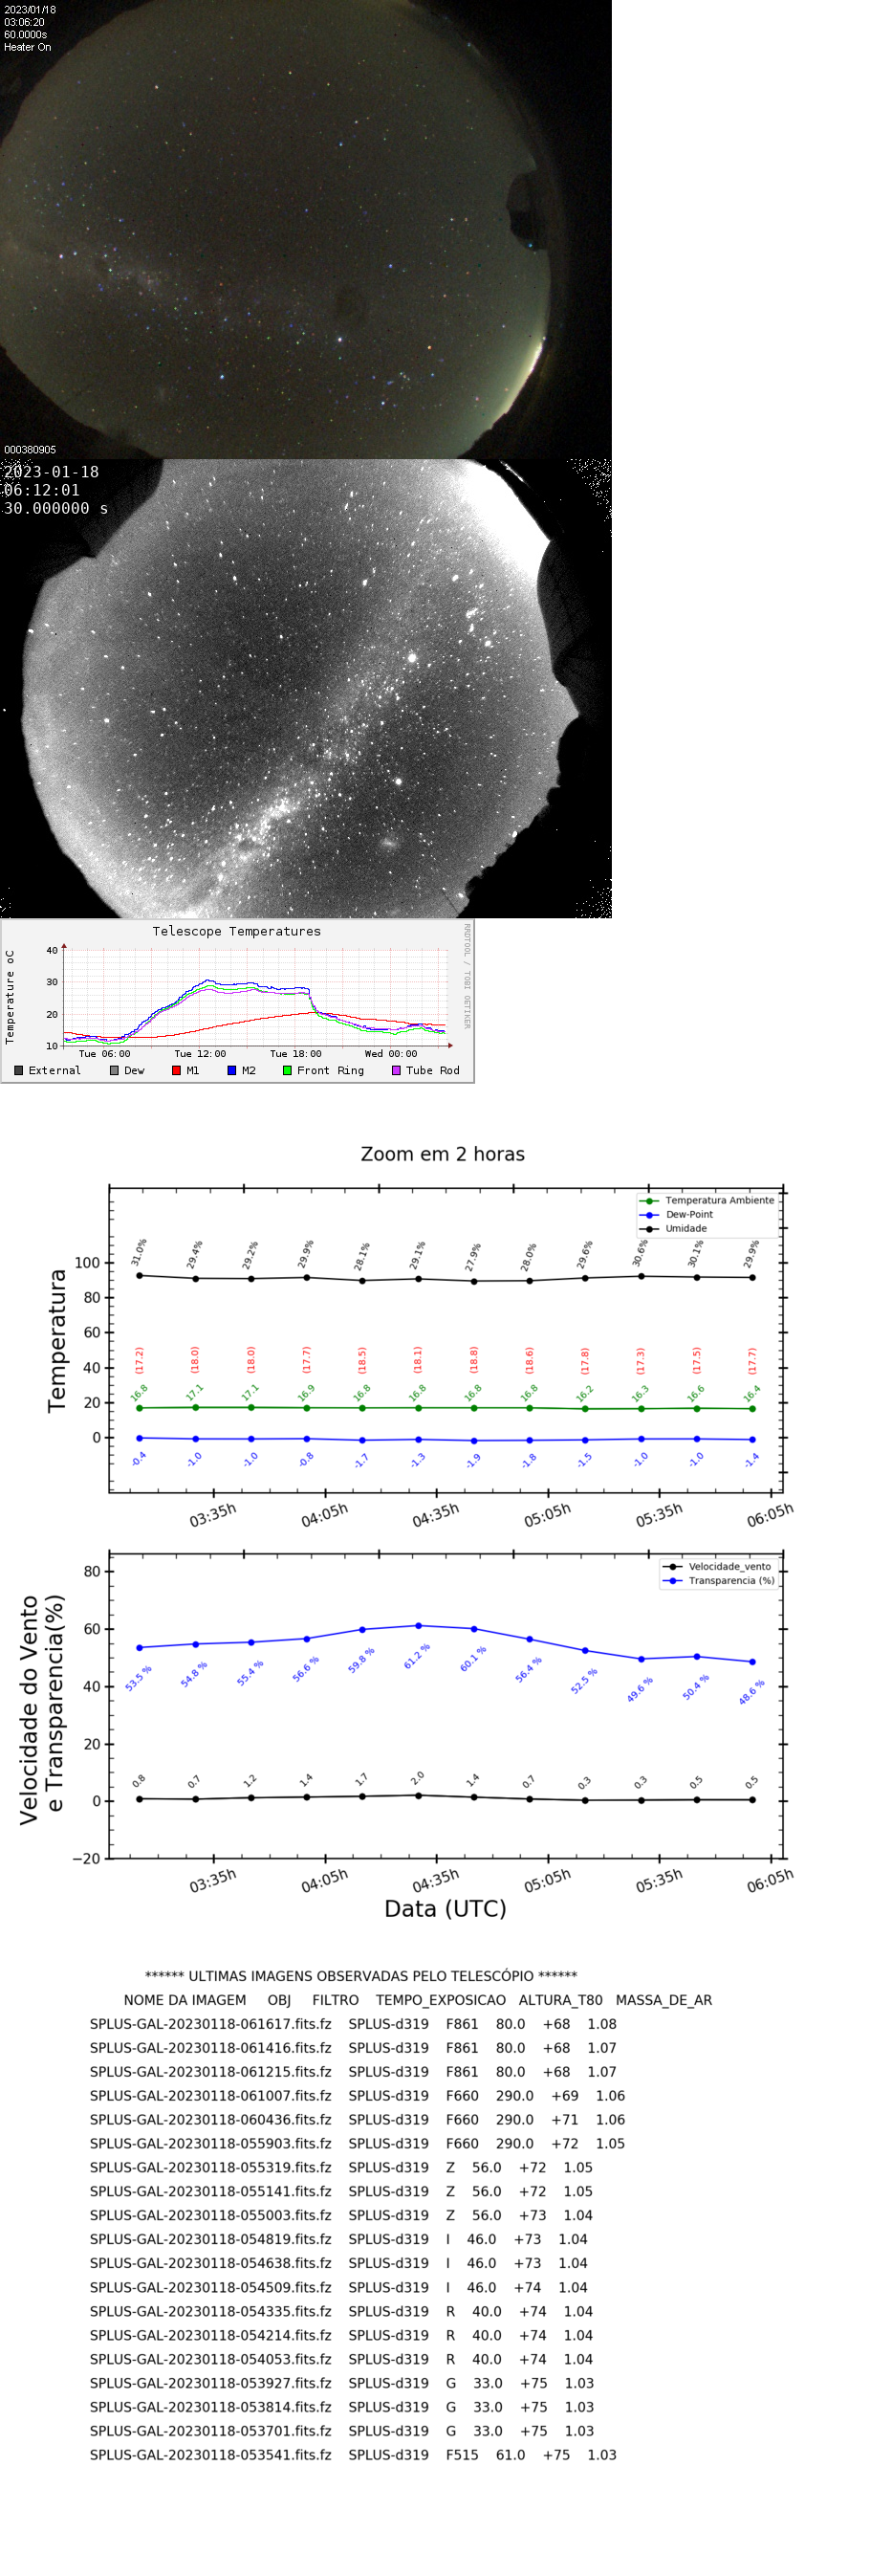 2023/01/18
03:06:20
60.0000s
Heater On
000380905
2023-01-18
06:12:01
30.000000 s
Telescope Temperatures
RRDTOOL / TOBI OETIKER
Temperature oC
40
30
20
10
Tue 06:00 Tue 12:00 Tue 18:00 Wed 00:00
External Dew M1 M2 Front Ring Tube Rod
Zoom em 2 horas
Temperatura Ambiente
Dew-Point
Umidade
Temperatura
100
80
60
40
20
0
31.0% 29.4% 29.2% 29.9% 28.1% 29.1% 27.9% 28.0% 29.6% 30.6% 30.1% 29.9%
(17.2) (18.0) (18.0) (17.7) (18.5) (18.1) (18.8) (18.6) (17.8) (17.3) (17.5) (17.7)
16.8 17.1 17.1 16.9 16.8 16.8 16.8 16.8 16.2 16.3 16.6 16.4
-0.4 -1.0 -1.0 -0.8 -1.7 -1.3 -1.9 -1.8 -1.5 -1.0 -1.0 -1.4
03:35h 04:05h 04:35h 05:05h 05:35h 06:05h
Velocidade_vento
Transparencia (%)
Velocidade do Vento
e Transparencia(%)
80
60
40
20
0
−20
53.5 % 54.8 % 55.4 % 56.6 % 59.8 % 61.2 % 60.1 % 56.4 % 52.5 % 49.6 % 50.4 % 48.6 %
0.8 0.7 1.2 1.4 1.7 2.0 1.4 0.7 0.3 0.3 0.5 0.5
03:35h 04:05h 04:35h 05:05h 05:35h 06:05h
Data (UTC)
****** ULTIMAS IMAGENS OBSERVADAS PELO TELESCÓPIO ******
NOME DA IMAGEM OBJ FILTRO TEMPO_EXPOSICAO ALTURA_T80 MASSA_DE_AR
SPLUS-GAL-20230118-061617.fits.fz SPLUS-d319 F861 80.0 +68 1.08
SPLUS-GAL-20230118-061416.fits.fz SPLUS-d319 F861 80.0 +68 1.07
SPLUS-GAL-20230118-061215.fits.fz SPLUS-d319 F861 80.0 +68 1.07
SPLUS-GAL-20230118-061007.fits.fz SPLUS-d319 F660 290.0 +69 1.06
SPLUS-GAL-20230118-060436.fits.fz SPLUS-d319 F660 290.0 +71 1.06
SPLUS-GAL-20230118-055903.fits.fz SPLUS-d319 F660 290.0 +72 1.05
SPLUS-GAL-20230118-055319.fits.fz SPLUS-d319 Z 56.0 +72 1.05
SPLUS-GAL-20230118-055141.fits.fz SPLUS-d319 Z 56.0 +72 1.05
SPLUS-GAL-20230118-055003.fits.fz SPLUS-d319 Z 56.0 +73 1.04
SPLUS-GAL-20230118-054819.fits.fz SPLUS-d319 I 46.0 +73 1.04
SPLUS-GAL-20230118-054638.fits.fz SPLUS-d319 I 46.0 +73 1.04
SPLUS-GAL-20230118-054509.fits.fz SPLUS-d319 I 46.0 +74 1.04
SPLUS-GAL-20230118-054335.fits.fz SPLUS-d319 R 40.0 +74 1.04
SPLUS-GAL-20230118-054214.fits.fz SPLUS-d319 R 40.0 +74 1.04
SPLUS-GAL-20230118-054053.fits.fz SPLUS-d319 R 40.0 +74 1.04
SPLUS-GAL-20230118-053927.fits.fz SPLUS-d319 G 33.0 +75 1.03
SPLUS-GAL-20230118-053814.fits.fz SPLUS-d319 G 33.0 +75 1.03
SPLUS-GAL-20230118-053701.fits.fz SPLUS-d319 G 33.0 +75 1.03
SPLUS-GAL-20230118-053541.fits.fz SPLUS-d319 F515 61.0 +75 1.03